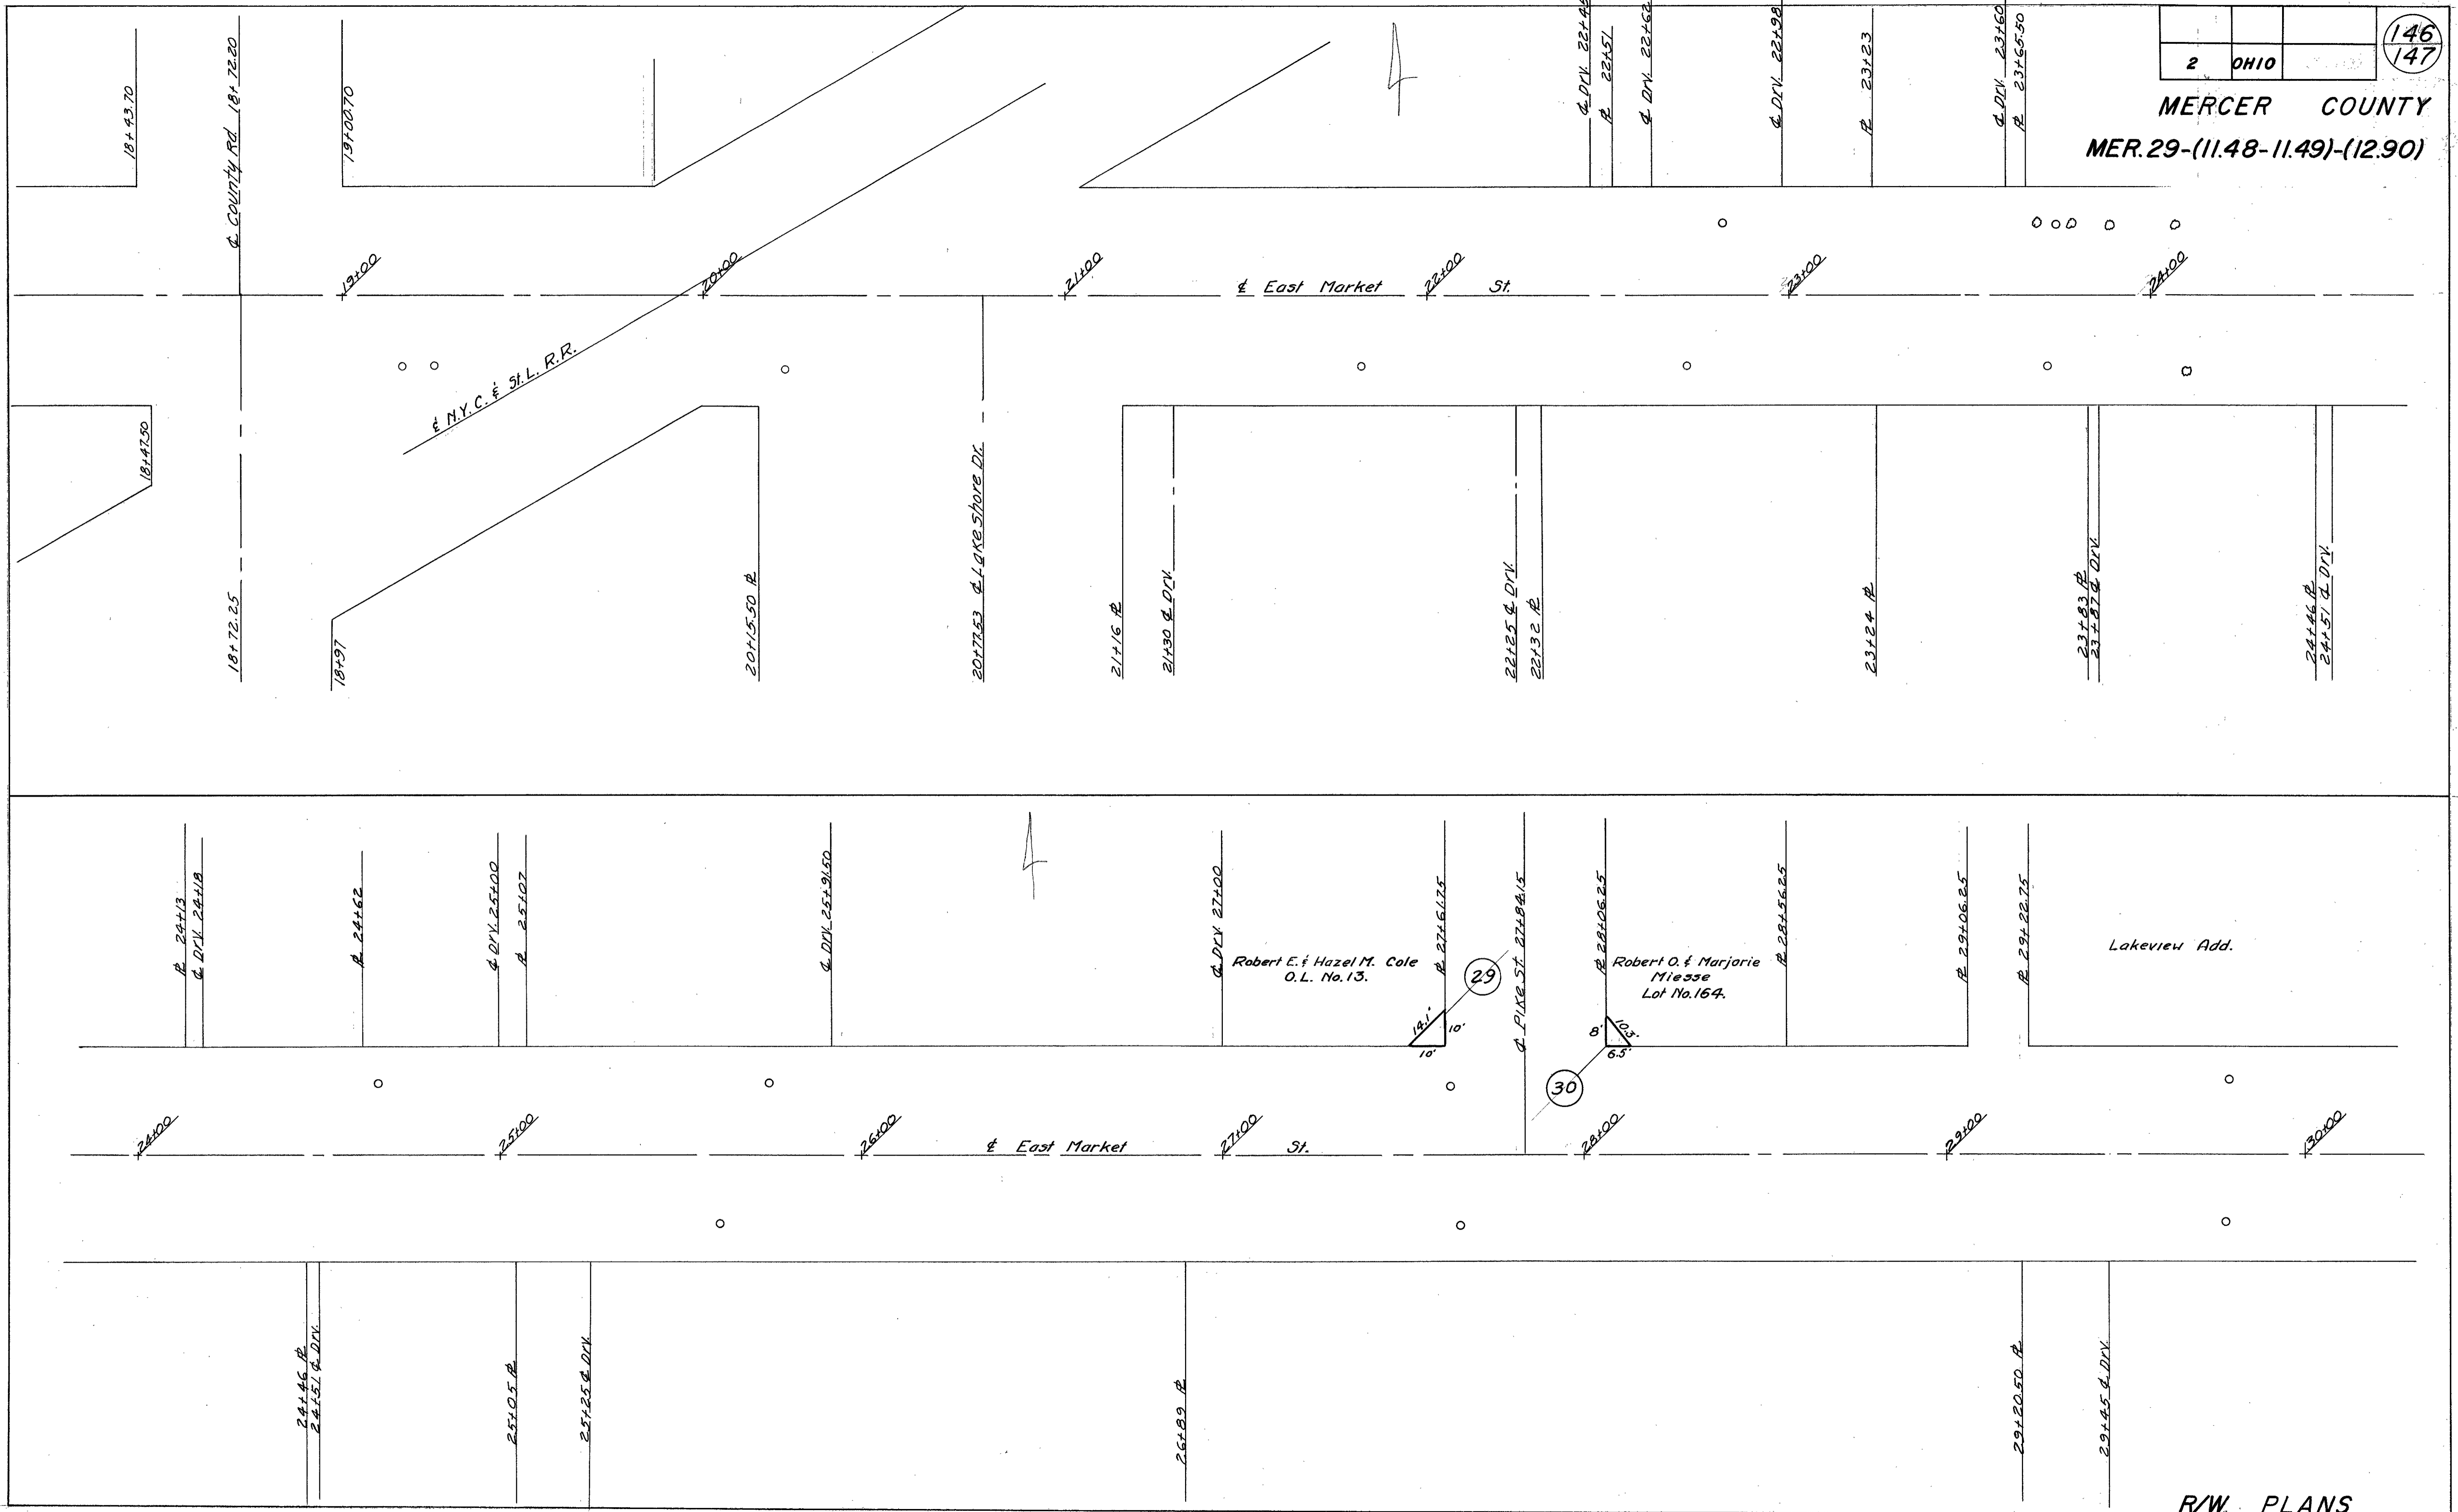 146
147
2 OHIO
MERCER COUNTY
MER.29-(11.48-11.49)-(12.90)
18+43.70
℄ County Rd. 18+72.20
19+00.70
4
℄ Drv. 22+45
⅊ 22+51
℄ Drv. 22+62
℄ Drv. 22+98
⅊ 23+23
℄ Drv. 23+60
⅊ 23+65.50
19+00
20+00
21+00
℄ East Market St.
22+00
23+00
24+00
℄ N.Y.C. & St. L. R.R.
18+47.50
18+72.25
18+97
20+15.50 ⅊
20+77.53 ℄ Lake Shore Dr.
21+16 ⅊
21+30 ℄ Drv.
22+25 ℄ Drv.
22+32 ⅊
23+24 ⅊
23+83 ⅊
23+87 ℄ Drv.
24+46 ⅊
24+51 ℄ Drv.
4
⅊ 24+13
℄ Drv. 24+18
⅊ 24+62
℄ Drv. 25+00
⅊ 25+07
℄ Drv. 25+91.50
℄ Drv. 27+00
Robert E. & Hazel M. Cole
O.L. No.13.
⅊ 27+61.75
29
14.1'
10'
10'
℄ Pike St. 27+84.15
⅊ 28+06.25
Robert O. & Marjorie
Miesse
Lot No.164.
8'
10.3'
6.5'
30
⅊ 28+56.25
⅊ 29+06.25
⅊ 29+22.75
Lakeview Add.
24+00
25+00
26+00
℄ East Market St.
27+00
28+00
29+00
30+00
24+46 ⅊
24+51 ℄ Drv.
25+05 ⅊
25+25 ℄ Drv.
26+89 ⅊
29+20.50 ⅊
29+45 ℄ Drv.
R/W. PLANS